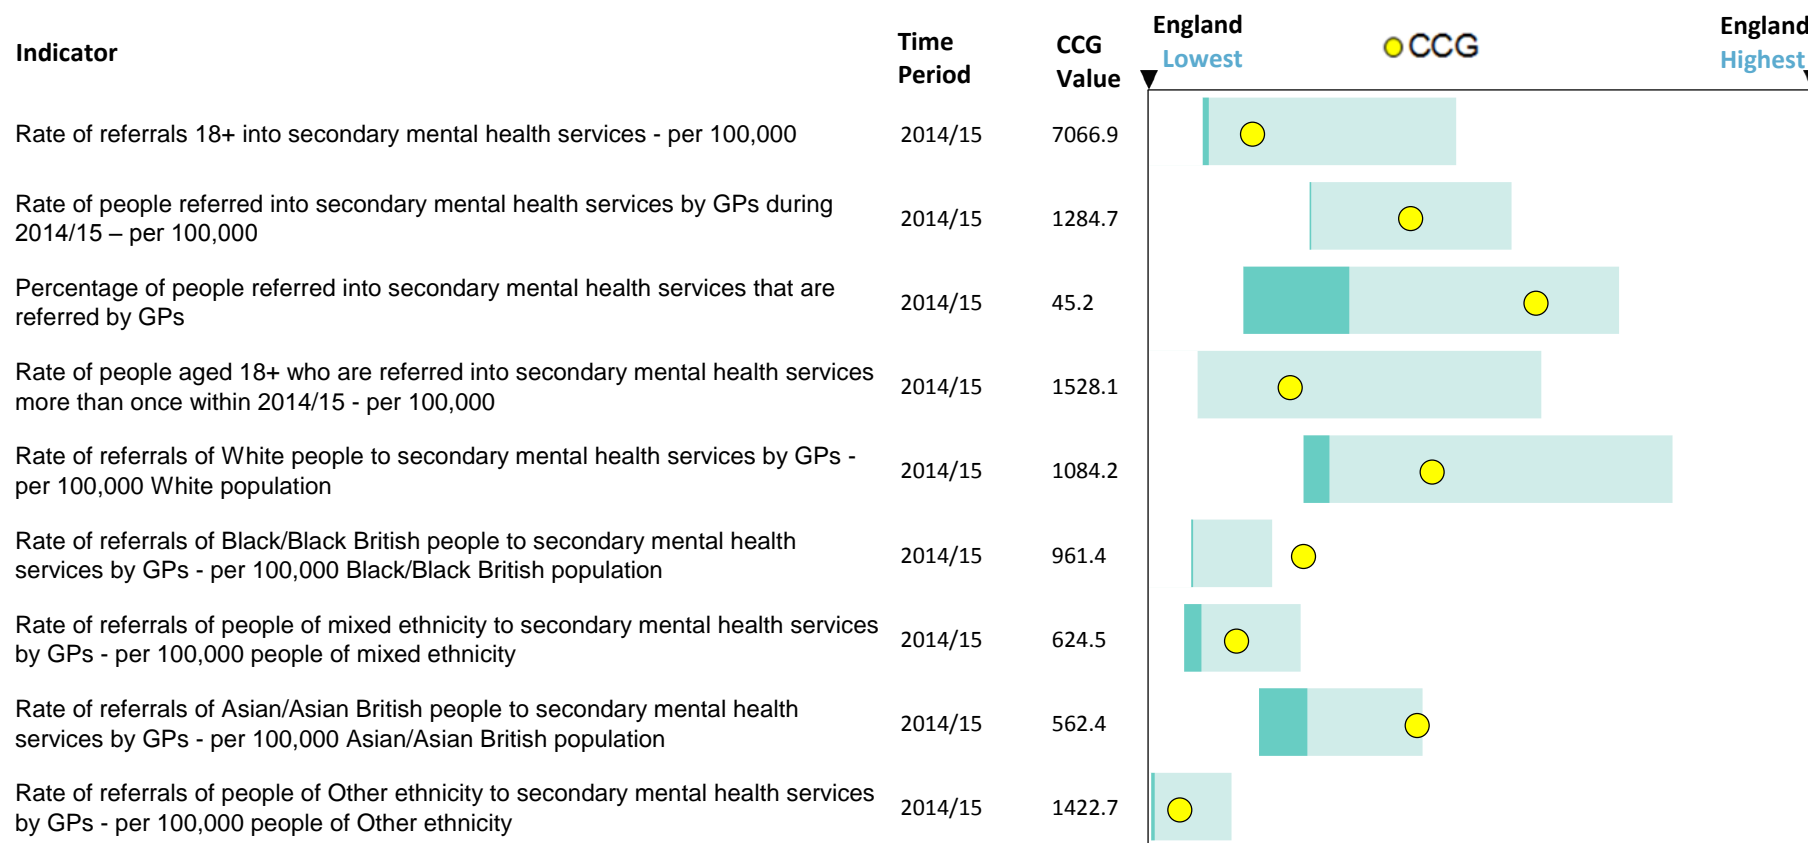 Indicator
Time
Period
CCG
Value
England
Lowest
CCG
England
Highest
Rate of referrals 18+ into secondary mental health services - per 100,000
2014/15
7066.9
Rate of people referred into secondary mental health services by GPs during
2014/15 – per 100,000
2014/15
1284.7
Percentage of people referred into secondary mental health services that are
referred by GPs
2014/15
45.2
Rate of people aged 18+ who are referred into secondary mental health services
more than once within 2014/15 - per 100,000
2014/15
1528.1
Rate of referrals of White people to secondary mental health services by GPs -
per 100,000 White population
2014/15
1084.2
Rate of referrals of Black/Black British people to secondary mental health
services by GPs - per 100,000 Black/Black British population
2014/15
961.4
Rate of referrals of people of mixed ethnicity to secondary mental health services
by GPs - per 100,000 people of mixed ethnicity
2014/15
624.5
Rate of referrals of Asian/Asian British people to secondary mental health
services by GPs - per 100,000 Asian/Asian British population
2014/15
562.4
Rate of referrals of people of Other ethnicity to secondary mental health services
by GPs - per 100,000 people of Other ethnicity
2014/15
1422.7